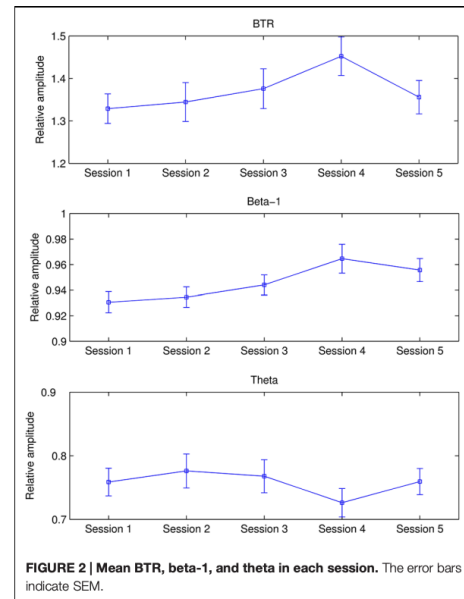 BTR
1.5
1.4
1.3
1.2
Relative amplitude
Session 1 Session 2 Session 3 Session 4 Session 5
Beta-1
1
0.98
0.96
0.94
0.92
0.9
Relative amplitude
Session 1 Session 2 Session 3 Session 4 Session 5
Theta
0.9
0.8
0.7
Relative amplitude
Session 1 Session 2 Session 3 Session 4 Session 5
FIGURE 2 | Mean BTR, beta-1, and theta in each session. The error bars
indicate SEM.